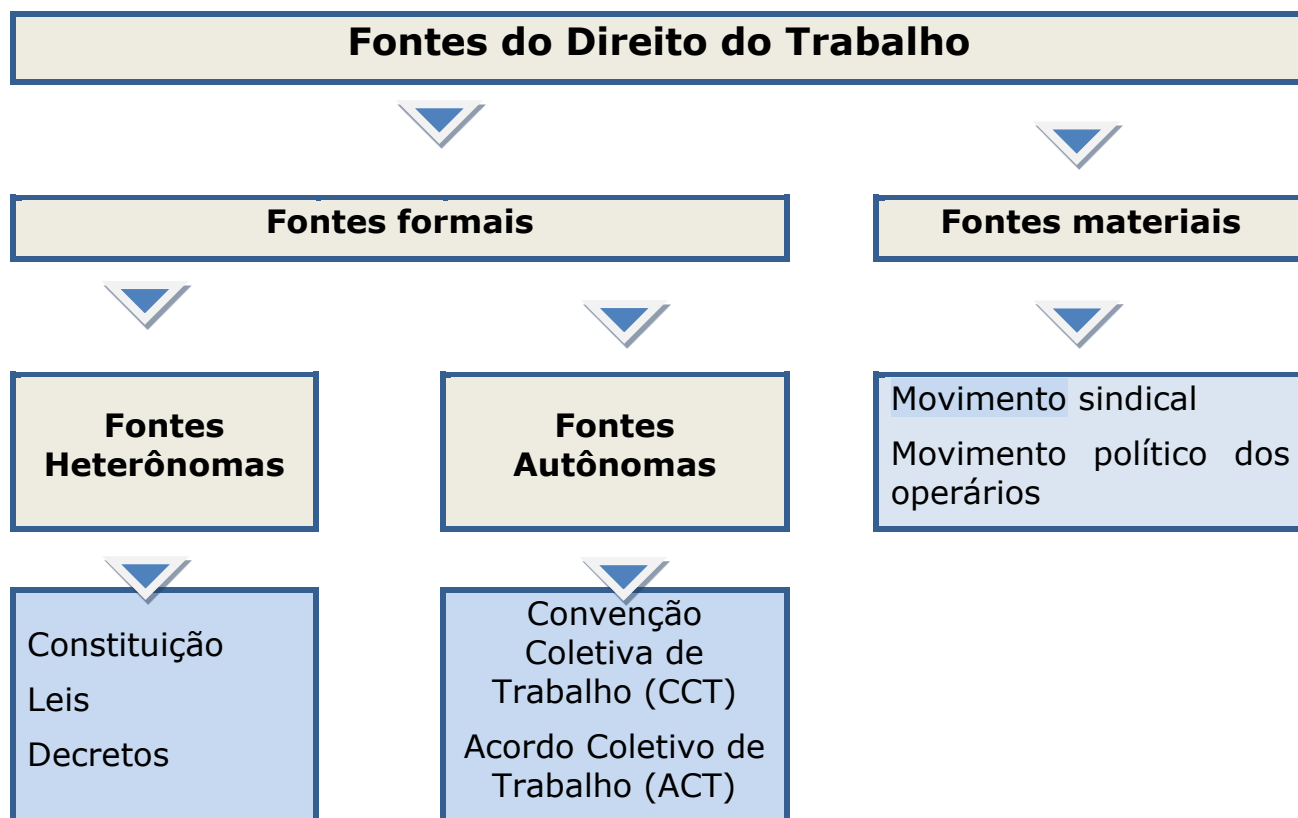 Fontes do Direito do Trabalho
Fontes formais
Fontes materiais
Fontes
Heterônomas
Fontes
Autônomas
Movimento sindical
Movimento político dos
operários
Constituição
Leis
Decretos
Convenção
Coletiva de
Trabalho (CCT)
Acordo Coletivo de
Trabalho (ACT)